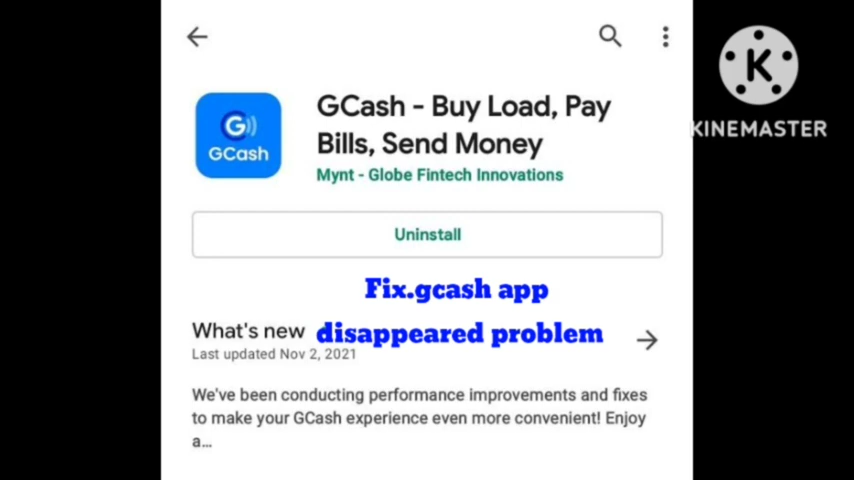 K
KINEMASTER
GCash - Buy Load, Pay
Bills, Send Money
G
GCash
Mynt - Globe Fintech Innovations
Uninstall
Fix.gcash app
disappeared problem
What's new
Last updated Nov 2, 2021
We've been conducting performance improvements and fixes
to make your GCash experience even more convenient! Enjoy
a...